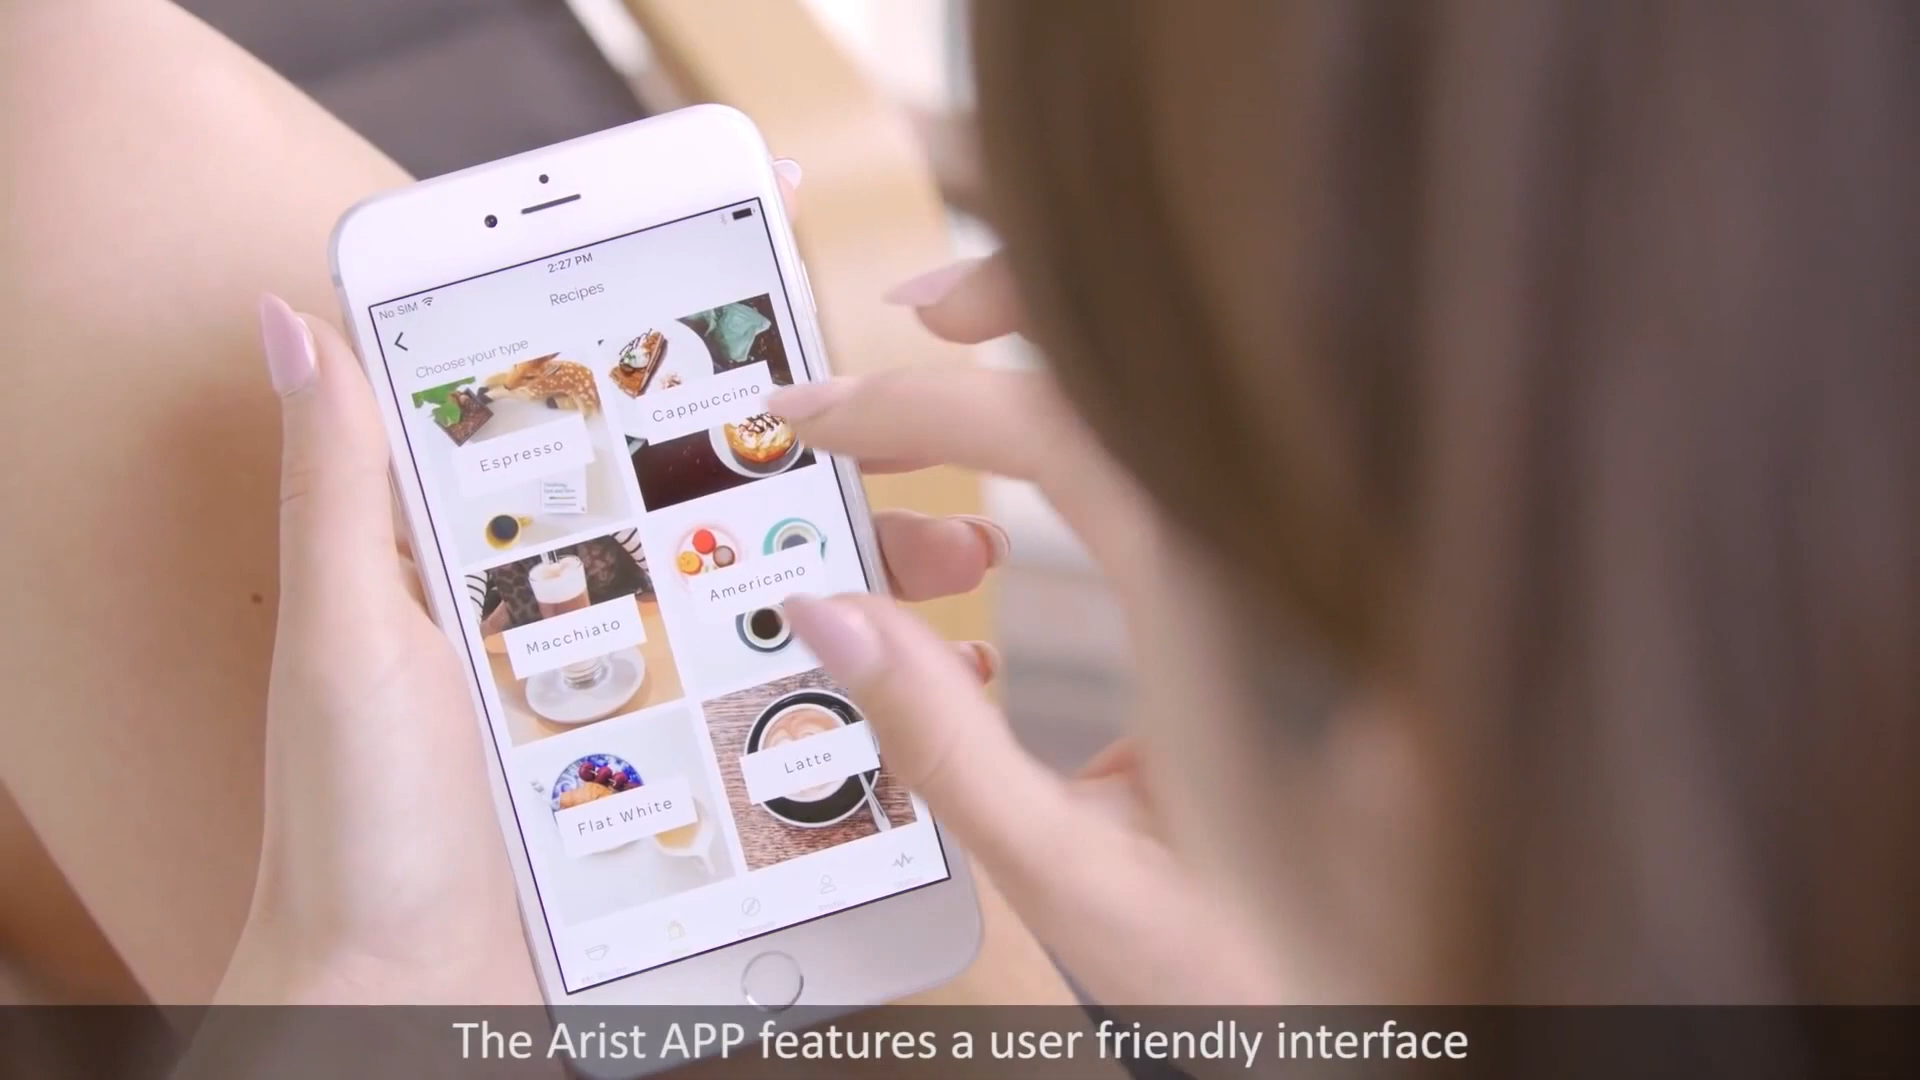 2:27 PM
No SIM
Recipes
Choose your type
Espresso
Cappuccino
Macchiato
Americano
Flat White
Latte
The Arist APP features a user friendly interface